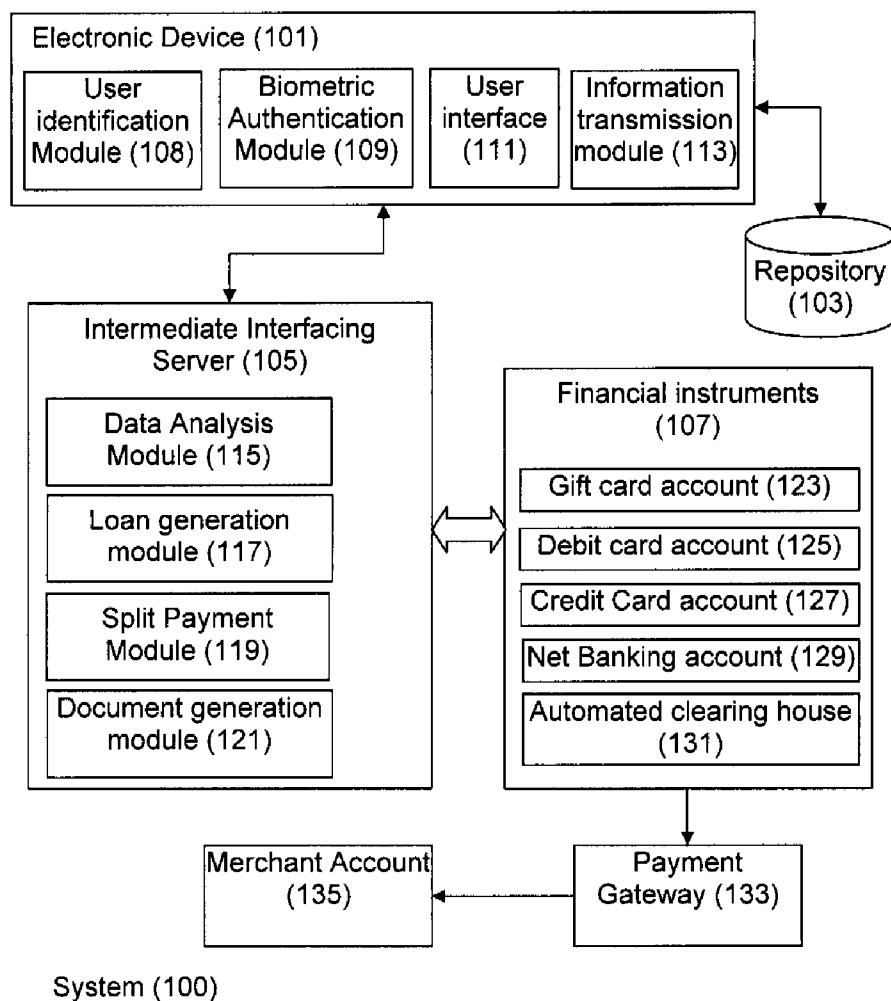 Electronic Device (101)
User
identification
Module (108)
Biometric
Authentication
Module (109)
User
interface
(111)
Information
transmission
module (113)
Repository
(103)
Intermediate Interfacing
Server (105)
Data Analysis
Module (115)
Loan generation
module (117)
Split Payment
Module (119)
Document generation
module (121)
Financial instruments
(107)
Gift card account (123)
Debit card account (125)
Credit Card account (127)
Net Banking account (129)
Automated clearing house
(131)
Merchant Account
(135)
Payment
Gateway (133)
System (100)